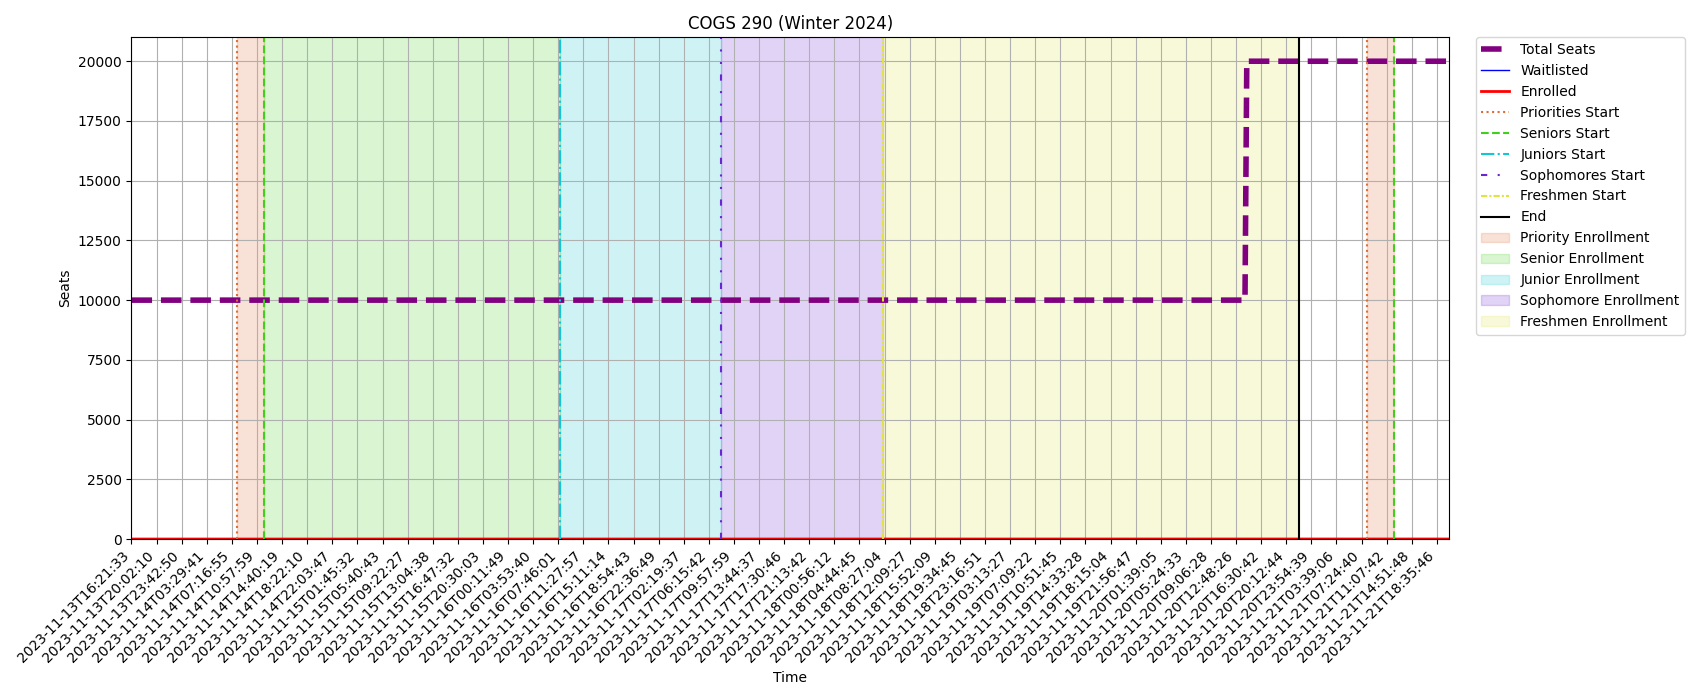 COGS 290 (Winter 2024)
20000
17500
15000
12500
10000
7500
5000
2500
0
Seats
2023-11-13T16:21:33
2023-11-13T20:02:10
2023-11-13T23:42:50
2023-11-14T03:29:41
2023-11-14T07:16:55
2023-11-14T10:57:59
2023-11-14T14:40:19
2023-11-14T18:22:10
2023-11-14T22:03:47
2023-11-15T01:45:32
2023-11-15T05:40:43
2023-11-15T09:22:27
2023-11-15T13:04:38
2023-11-15T16:47:32
2023-11-15T20:30:03
2023-11-16T00:11:49
2023-11-16T03:53:40
2023-11-16T07:46:01
2023-11-16T11:27:57
2023-11-16T15:11:14
2023-11-16T18:54:43
2023-11-16T22:36:49
2023-11-17T02:19:37
2023-11-17T06:15:42
2023-11-17T09:57:59
2023-11-17T13:44:37
2023-11-17T17:30:46
2023-11-17T21:13:42
2023-11-18T00:56:12
2023-11-18T04:44:45
2023-11-18T08:27:04
2023-11-18T12:09:27
2023-11-18T15:52:09
2023-11-18T19:34:45
2023-11-18T23:16:51
2023-11-19T03:13:27
2023-11-19T07:09:22
2023-11-19T10:51:45
2023-11-19T14:33:28
2023-11-19T18:15:04
2023-11-19T21:56:47
2023-11-20T01:39:05
2023-11-20T05:24:33
2023-11-20T09:06:28
2023-11-20T12:48:26
2023-11-20T16:30:42
2023-11-20T20:12:44
2023-11-20T23:54:39
2023-11-21T03:39:06
2023-11-21T07:24:40
2023-11-21T11:07:42
2023-11-21T14:51:48
2023-11-21T18:35:46
Time
Total Seats
Waitlisted
Enrolled
Priorities Start
Seniors Start
Juniors Start
Sophomores Start
Freshmen Start
End
Priority Enrollment
Senior Enrollment
Junior Enrollment
Sophomore Enrollment
Freshmen Enrollment